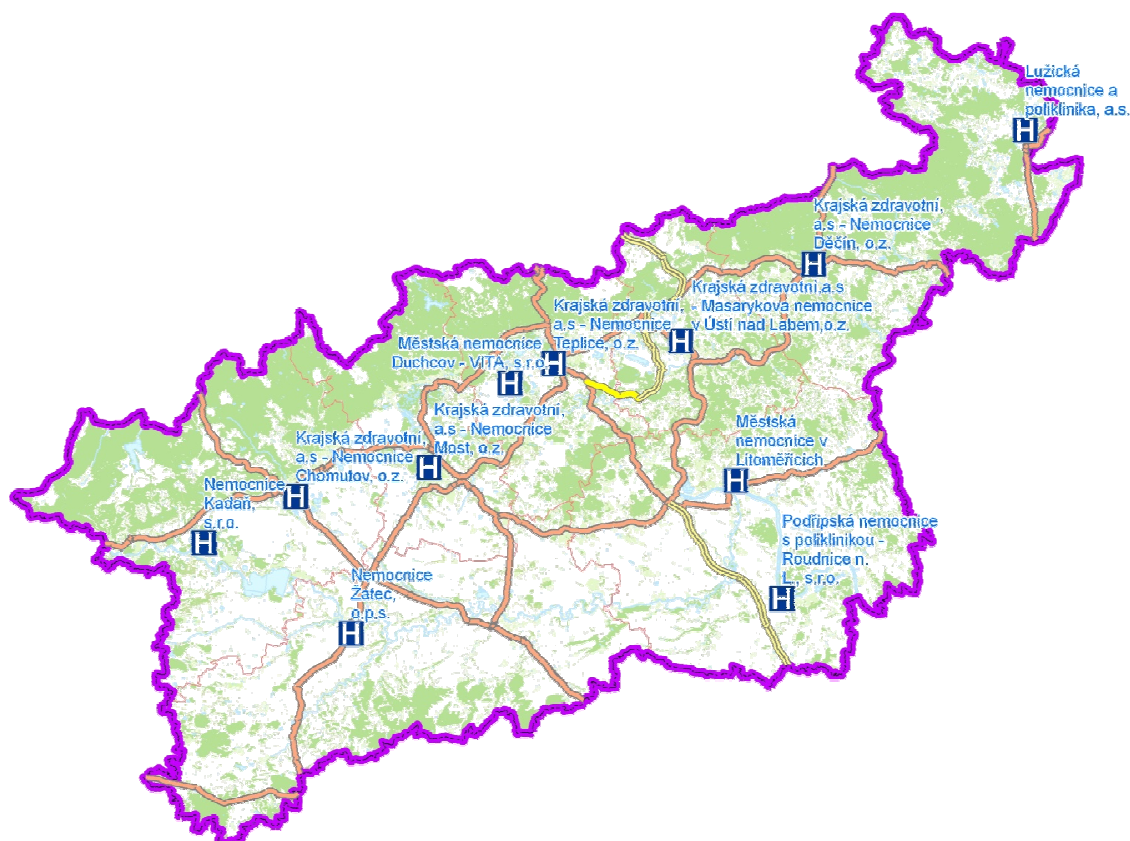 Lužická
nemocnice a
poliklinika, a.s.
H
Krajská zdravotní,
a.s - Nemocnice
Děčín, o.z.
H
Krajská zdravotní,a.s
- Masarykova nemocnice
v Ústí nad Labem,o.z.
H
Krajská zdravotní,
a.s - Nemocnice
Teplice, o.z.
H
Městská nemocnice
Duchcov - VITA, s.r.o.
H
Krajská zdravotní,
a.s - Nemocnice
Most, o.z.
H
Krajská zdravotní,
a.s - Nemocnice
Chomutov, o.z.
H
Nemocnice
Kadaň,
s.r.o.
H
Městská
nemocnice v
Litoměřicích
H
Podřipská nemocnice
s poliklinikou -
Roudnice n.
L., s.r.o.
H
Nemocnice
Žatec,
o.p.s.
H